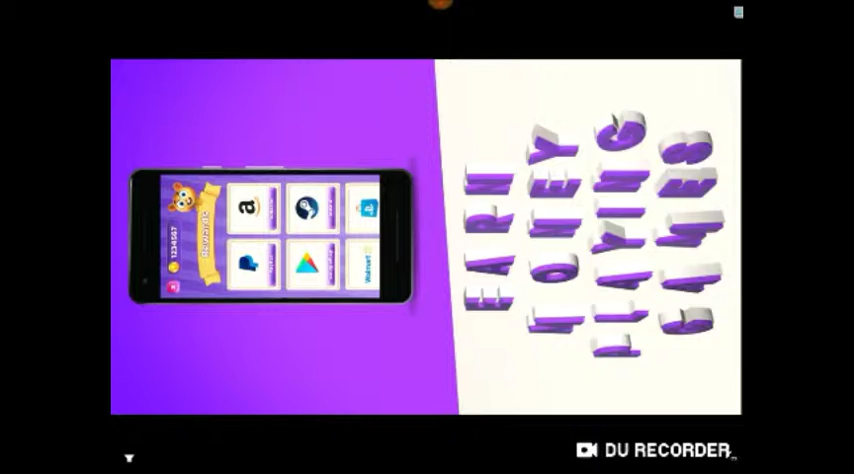 EARN
MONEY
PLAYING
GAMES
1234567
Rewards
Walmart
DU RECORDER